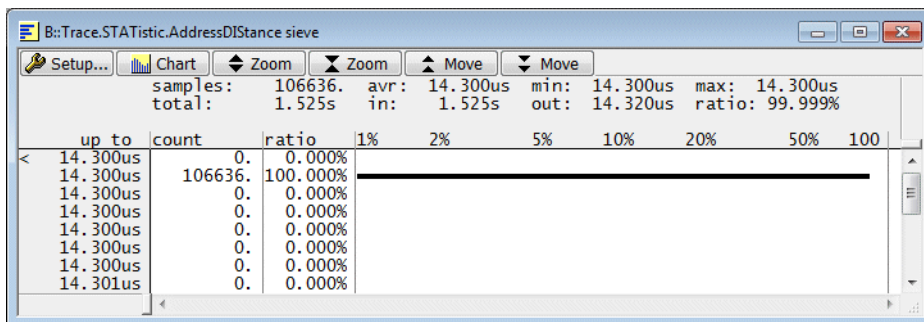 B::Trace.STATistic.AddressDIStance sieve
Setup... Chart Zoom Zoom Move Move
samples: 106636. avr: 14.300us min: 14.300us max: 14.300us
total: 1.525s in: 1.525s out: 14.320us ratio: 99.999%
up to count ratio 1% 2% 5% 10% 20% 50% 100
< 14.300us 0. 0.000%
14.300us 106636. 100.000%
14.300us 0. 0.000%
14.300us 0. 0.000%
14.300us 0. 0.000%
14.300us 0. 0.000%
14.300us 0. 0.000%
14.301us 0. 0.000%